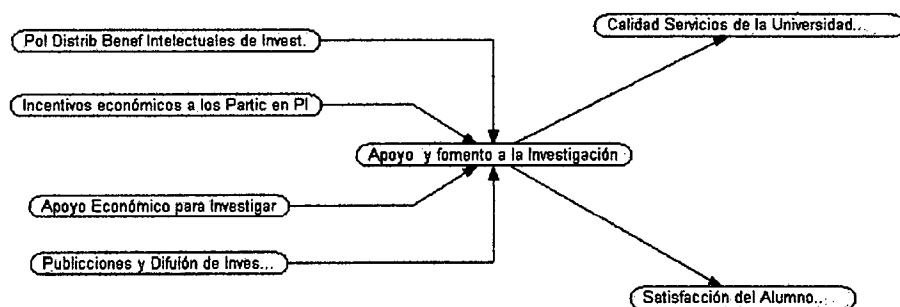 Calidad Servicios de la Universidad...
Pol Distrib Benef Intelectuales de Invest.
Incentivos económicos a los Partic en PI
Apoyo y fomento a la Investigación
Apoyo Económico para Investigar
Publicciones y Difuión de Inves...
Satisfacción del Alumno...